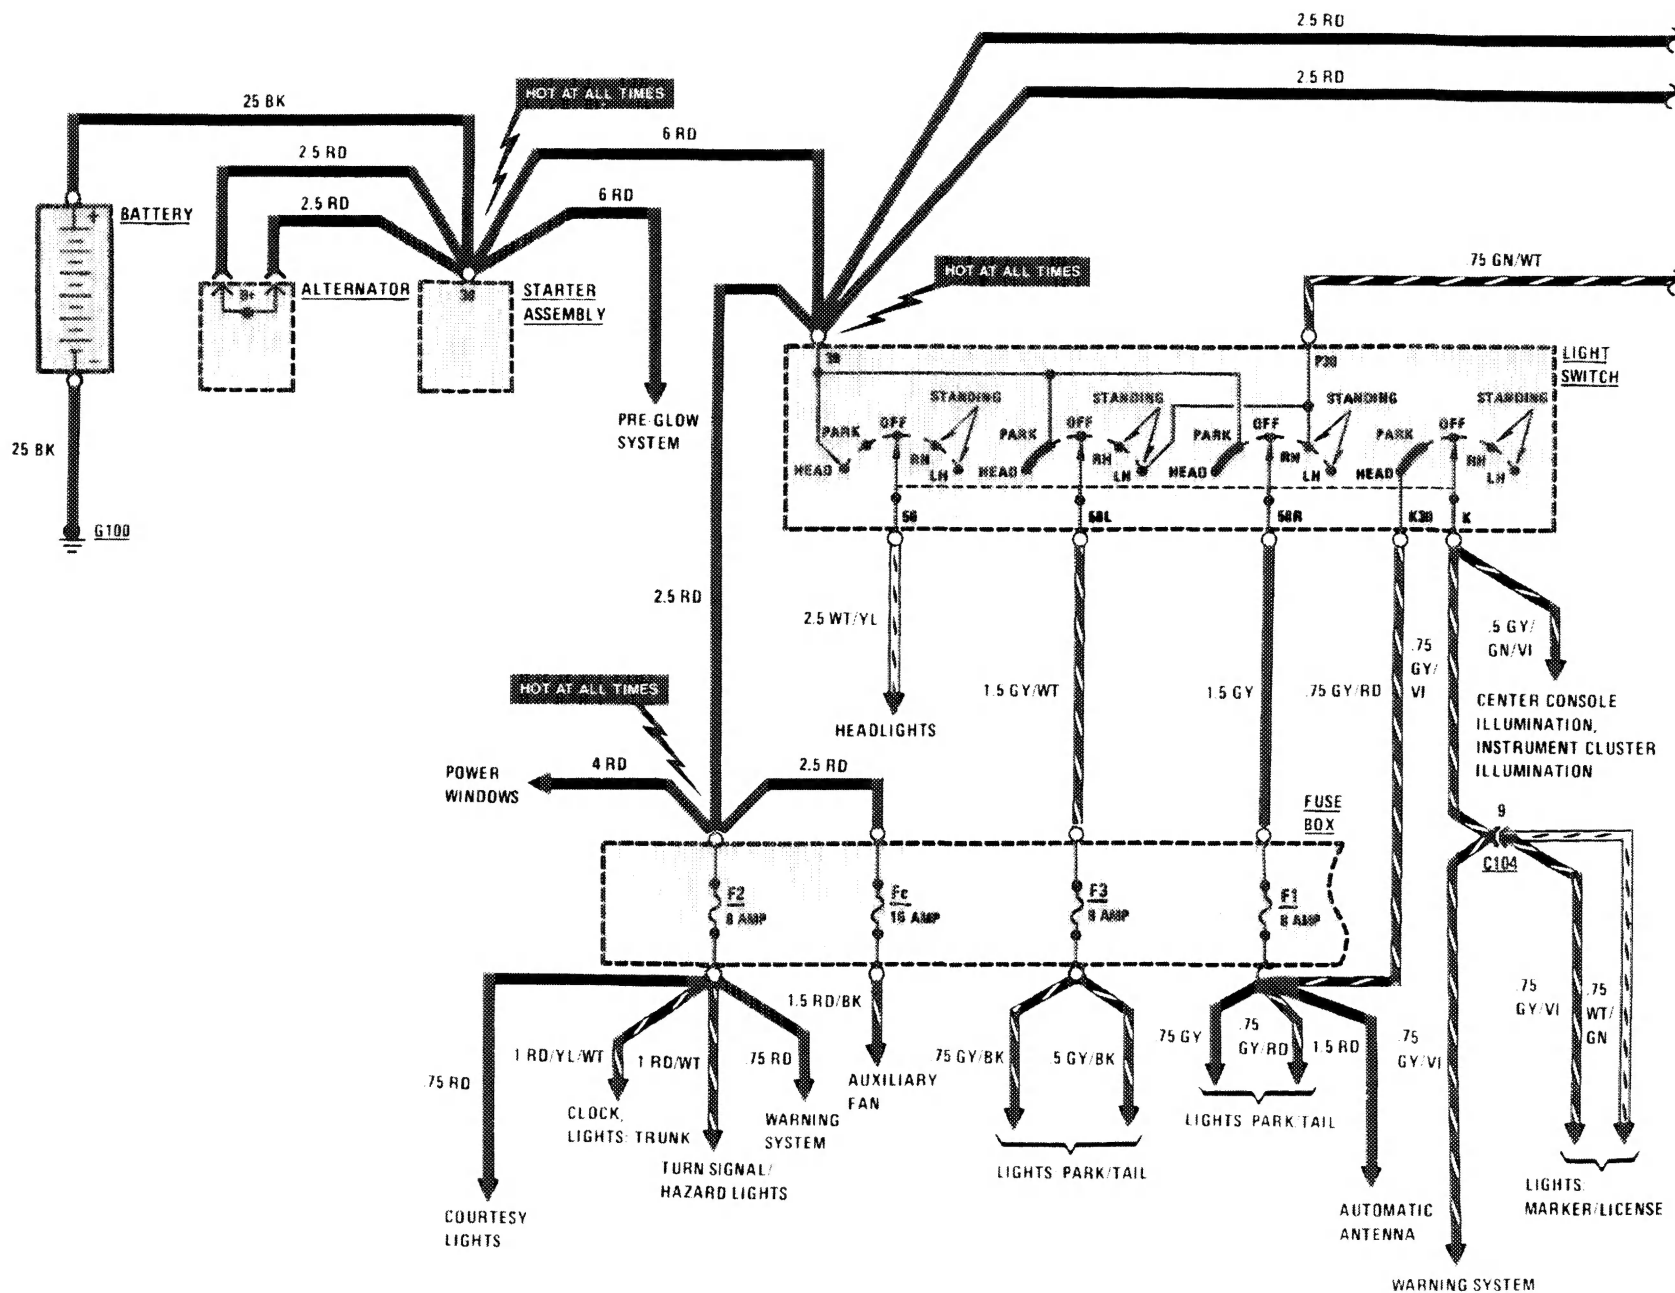 2.5 RD
2.5 RD
HOT AT ALL TIMES
25 BK
6 RD
2.5 RD
6 RD
2.5 RD
BATTERY
+
HOT AT ALL TIMES
.75 GN/WT
B+
ALTERNATOR
30
STARTER
ASSEMBLY
30
P30
LIGHT
SWITCH
-
PRE-GLOW
SYSTEM
STANDING
STANDING
STANDING
STANDING
PARK
OFF
PARK
OFF
PARK
OFF
PARK
OFF
HEAD
RH
LH
HEAD
RH
LH
HEAD
RH
LH
HEAD
RH
LH
25 BK
G100
56
58L
58R
K30
K
2.5 RD
2.5 WT/YL
1.5 GY/WT
1.5 GY
.75 GY/RD
.75
GY/
VI
.5 GY/
GN/VI
HEADLIGHTS
CENTER CONSOLE
ILLUMINATION,
INSTRUMENT CLUSTER
ILLUMINATION
HOT AT ALL TIMES
POWER
WINDOWS
4 RD
2.5 RD
FUSE
BOX
9
C104
F2
8 AMP
Fc
16 AMP
F3
8 AMP
F1
8 AMP
.75 RD
1 RD/YL/WT
1 RD/WT
.75 RD
1.5 RD/BK
.75 GY/BK
.5 GY/BK
.75 GY
.75
GY/RD
1.5 RD
.75
GY/VI
.75
GY/VI
.75
WT/
GN
CLOCK,
LIGHTS: TRUNK
WARNING
SYSTEM
AUXILIARY
FAN
TURN SIGNAL/
HAZARD LIGHTS
LIGHTS: PARK/TAIL
LIGHTS: PARK/TAIL
COURTESY
LIGHTS
AUTOMATIC
ANTENNA
LIGHTS:
MARKER/LICENSE
WARNING SYSTEM